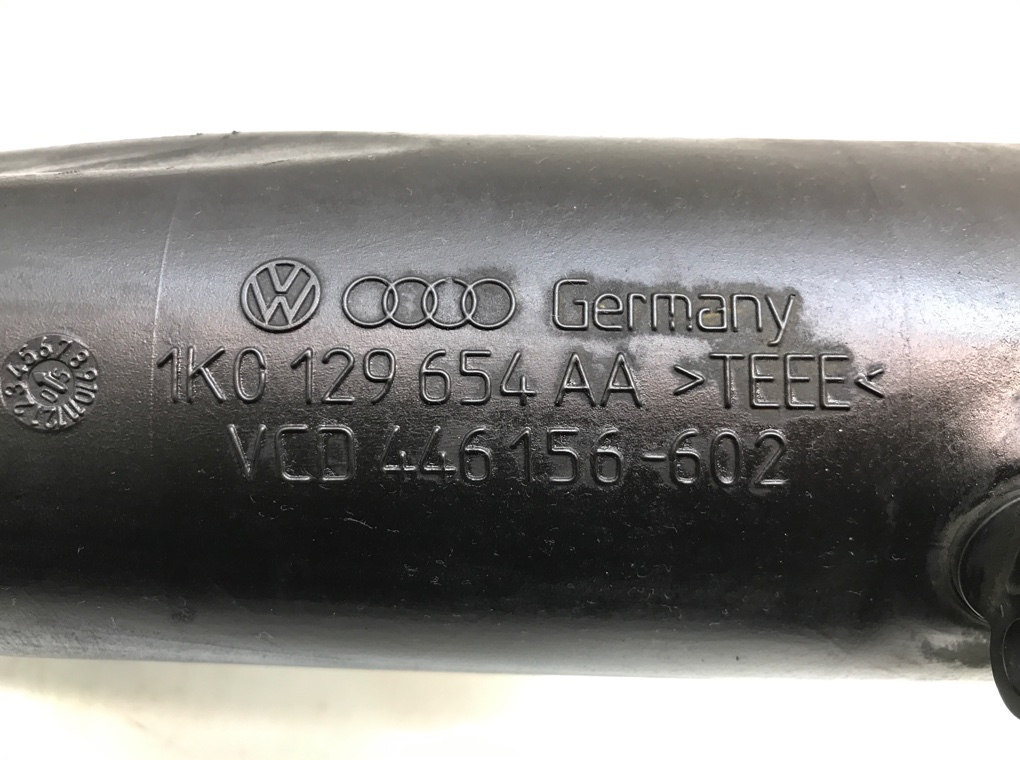 Germany
1K0 129 654 AA >TEEE<
VCD 446156-602